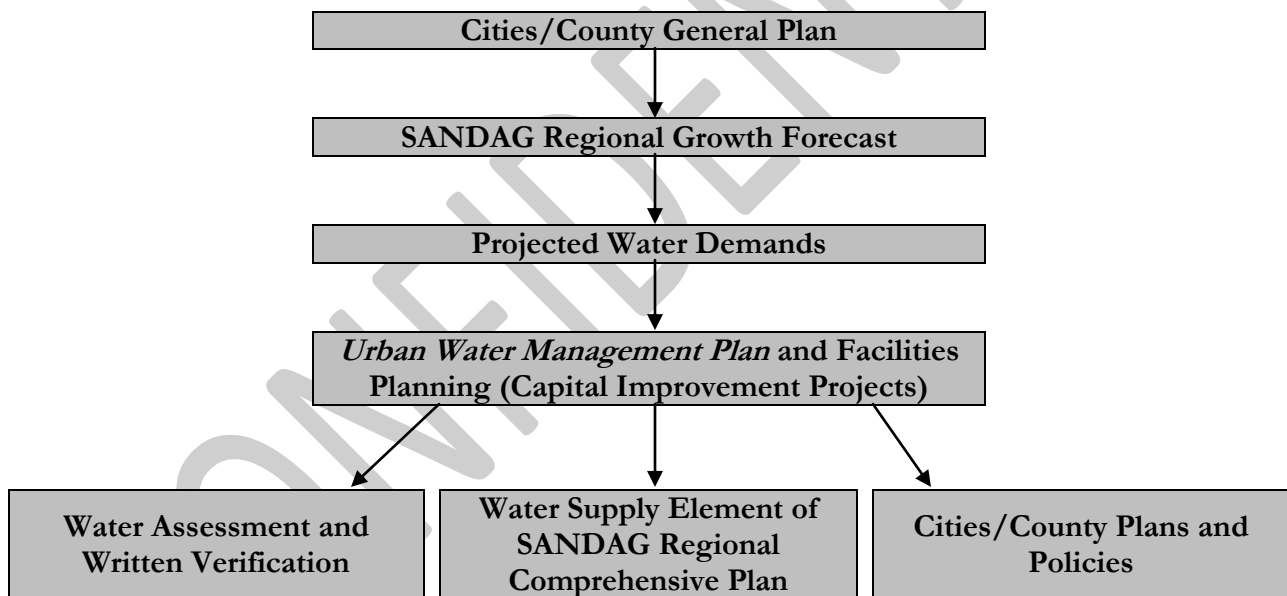 Cities/County General Plan
SANDAG Regional Growth Forecast
Projected Water Demands
Urban Water Management Plan and Facilities
Planning (Capital Improvement Projects)
Water Assessment and
Written Verification
Water Supply Element of
SANDAG Regional
Comprehensive Plan
Cities/County Plans and
Policies
ONFIDEN